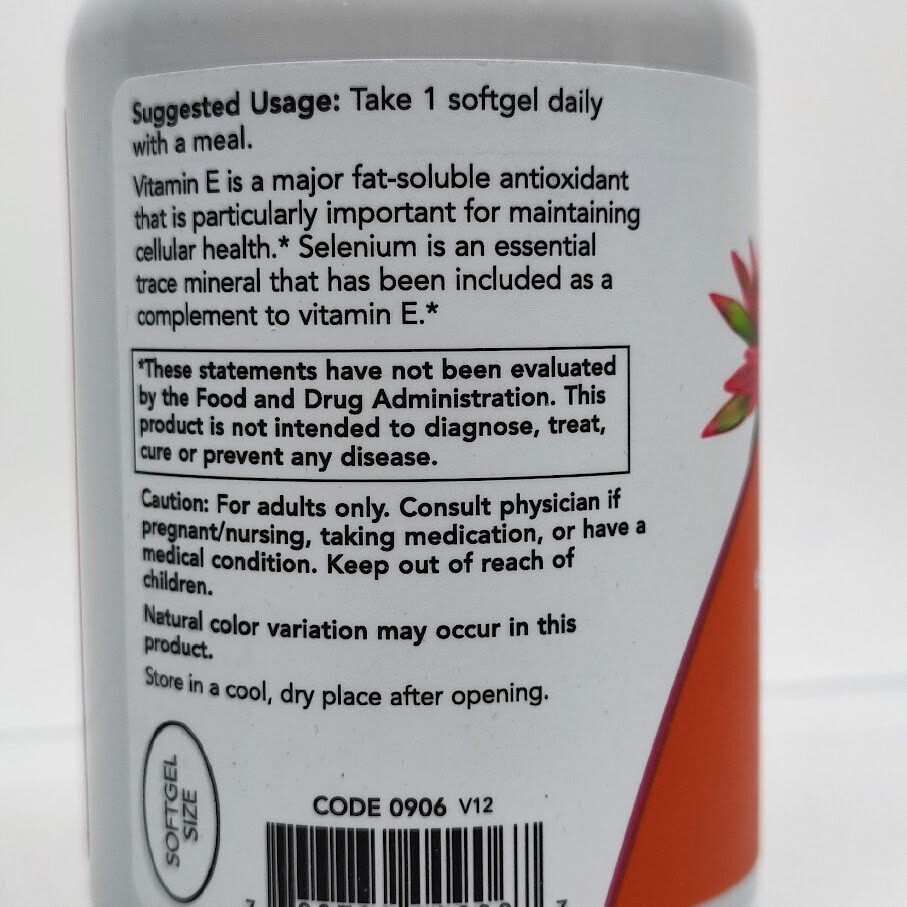 Suggested Usage: Take 1 softgel daily
with a meal.
Vitamin E is a major fat-soluble antioxidant
that is particularly important for maintaining
cellular health.* Selenium is an essential
trace mineral that has been included as a
complement to vitamin E.*
*These statements have not been evaluated
by the Food and Drug Administration. This
product is not intended to diagnose, treat,
cure or prevent any disease.
Caution: For adults only. Consult physician if
pregnant/nursing, taking medication, or have a
medical condition. Keep out of reach of
children.
Natural color variation may occur in this
product.
Store in a cool, dry place after opening.
SOFTGEL
SIZE
CODE 0906 V12